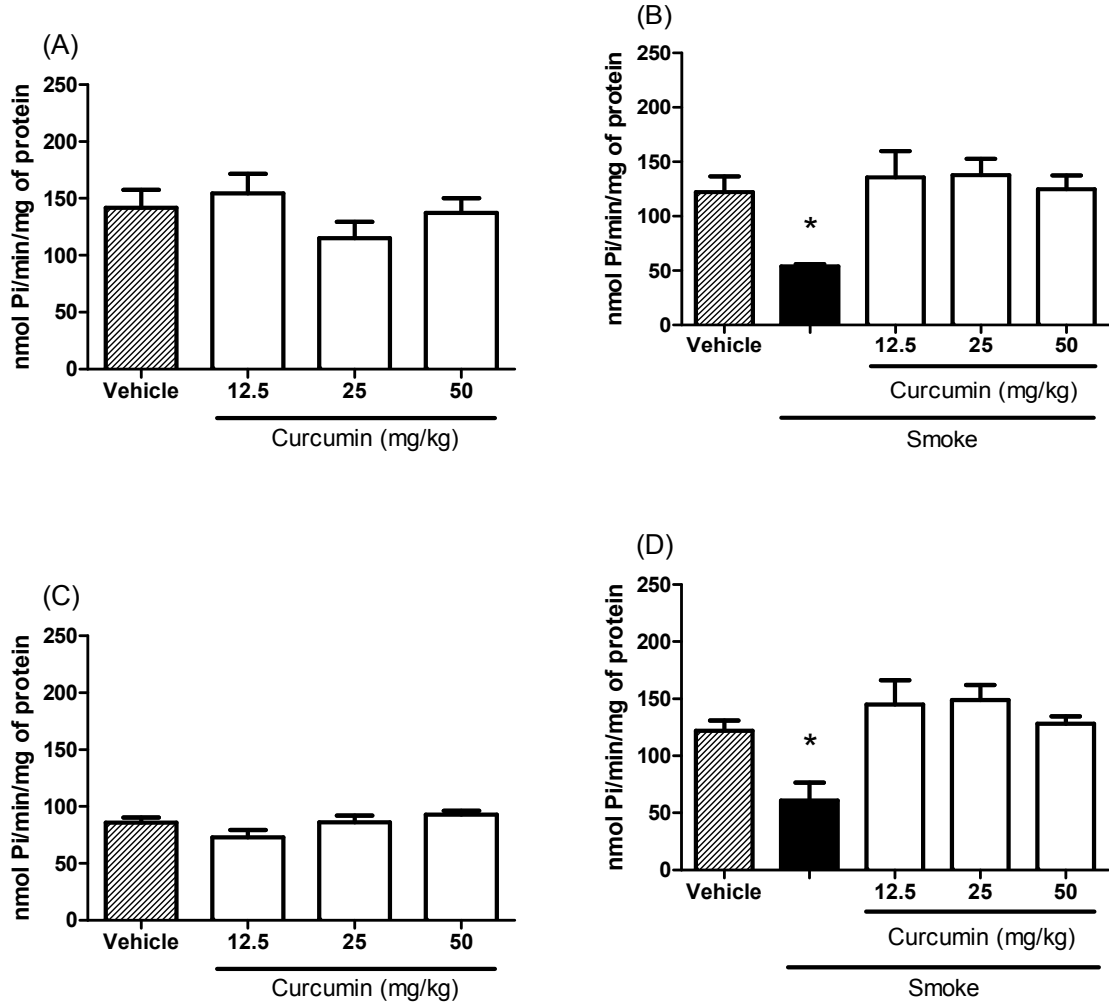 (A)
nmol Pi/min/mg of protein
250
200
150
100
50
0
Vehicle 12.5 25 50
Curcumin (mg/kg)
(B)
nmol Pi/min/mg of protein
250
200
150
100
50
0
*
Vehicle 12.5 25 50
Curcumin (mg/kg)
Smoke
(C)
nmol Pi/min/mg of protein
250
200
150
100
50
0
Vehicle 12.5 25 50
Curcumin (mg/kg)
(D)
nmol Pi/min/mg of protein
250
200
150
100
50
0
*
Vehicle 12.5 25 50
Curcumin (mg/kg)
Smoke